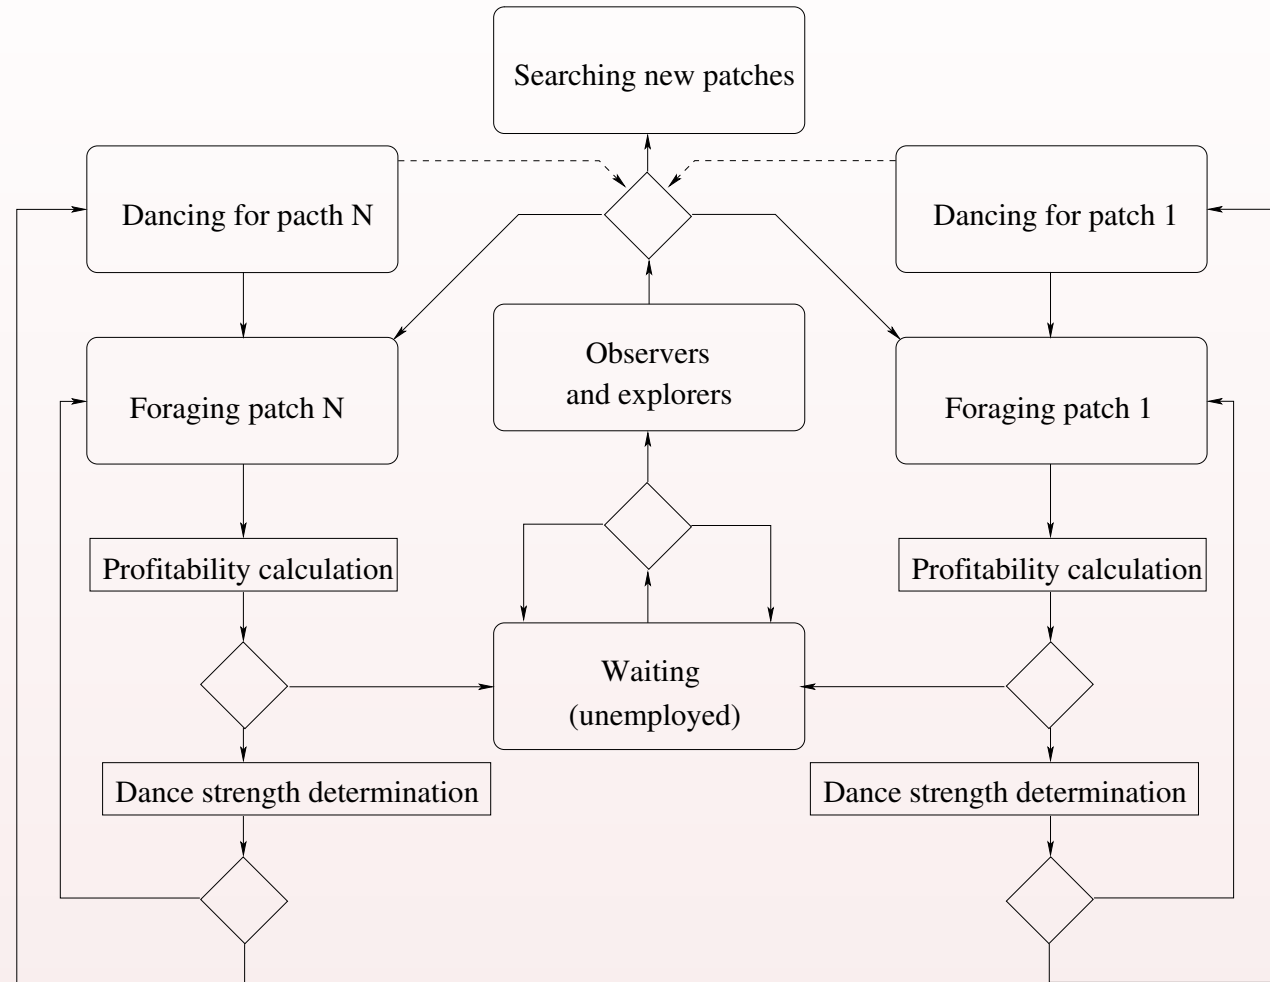 Searching new patches
Dancing for pacth N
Dancing for patch 1
Observers
and explorers
Foraging patch N
Foraging patch 1
Profitability calculation
Profitability calculation
Waiting
(unemployed)
Dance strength determination
Dance strength determination